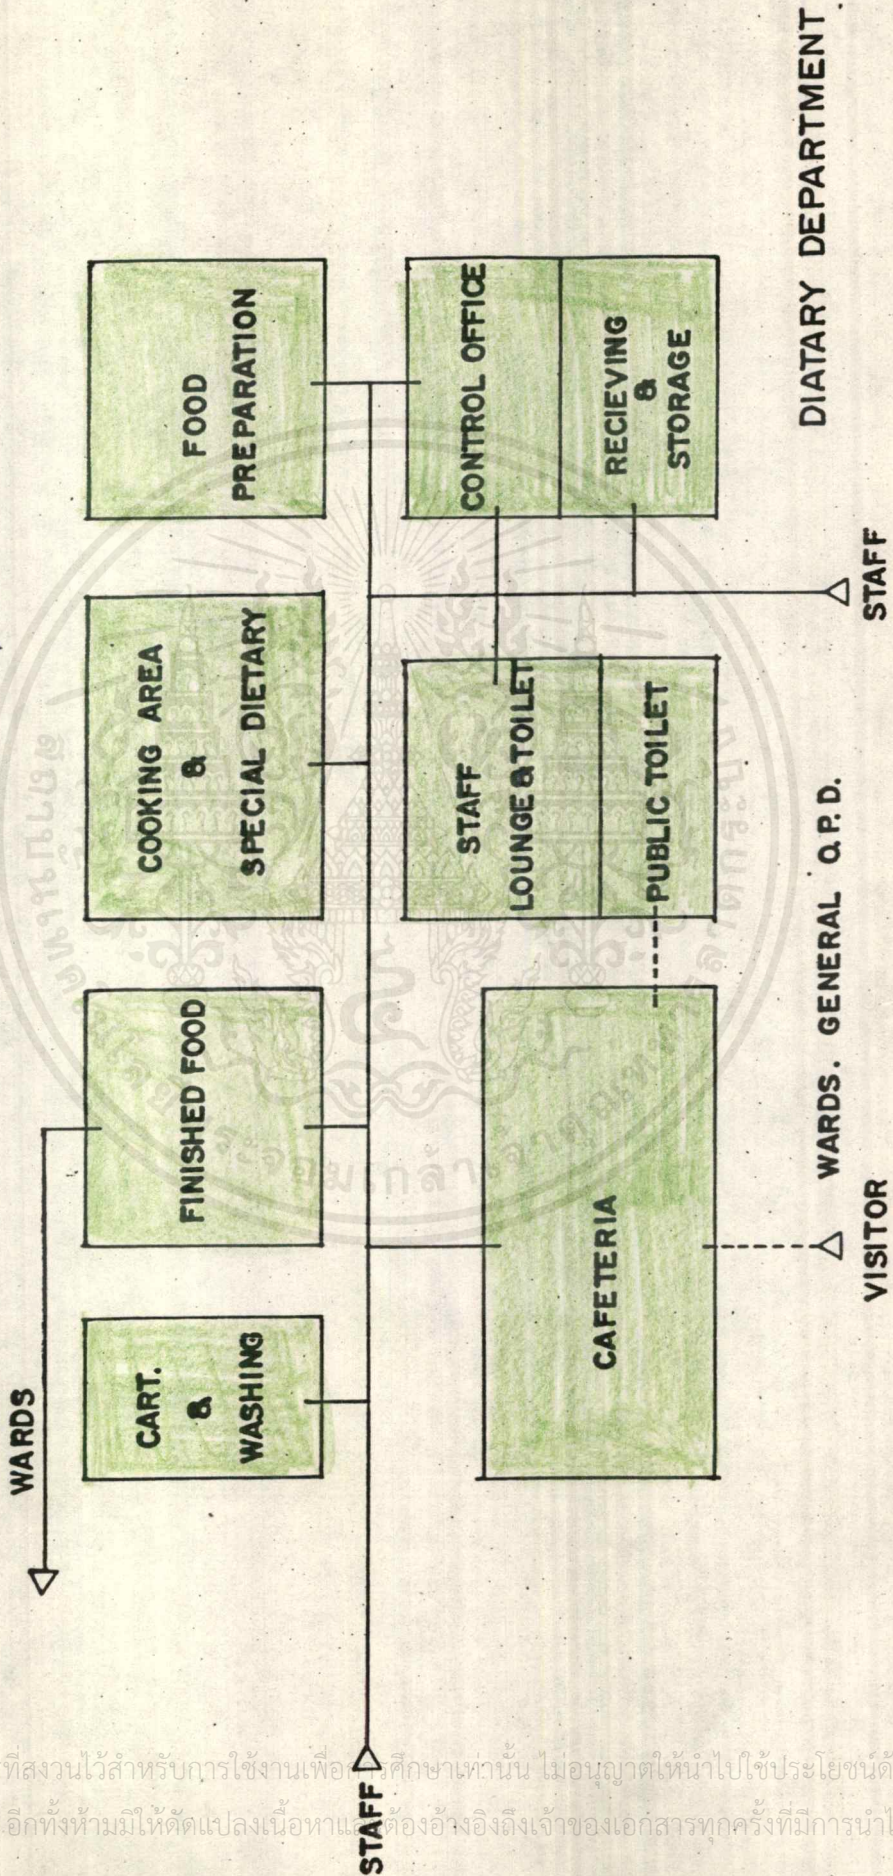 WARDS
CART.
&
WASHING
FINISHED FOOD
COOKING AREA
&
SPECIAL DIETARY
FOOD
PREPARATION
STAFF
CAFETERIA
STAFF
LOUNGE & TOILET
PUBLIC TOILET
CONTROL OFFICE
RECIEVING
&
STORAGE
VISITOR
WARDS. GENERAL O.P.D.
STAFF
DIATARY DEPARTMENT.
ที่สงวนไว้สำหรับการใช้งานเพื่อการศึกษาเท่านั้น ไม่อนุญาตให้นำไปใช้ประโยชน์ด้
อีกทั้งห้ามมิให้ดัดแปลงเนื้อหาและต้องอ้างอิงถึงเจ้าของเอกสารทุกครั้งที่มีการนำไ